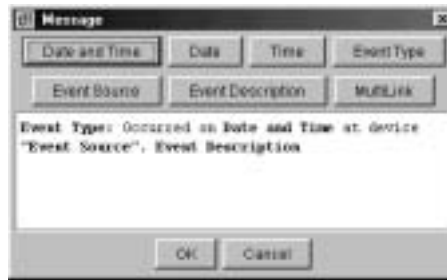 Message
Date and Time Date Time Event Type
Event Source Event Description MultiLink
Event Type: Occurred on Date and Time at device
"Event Source". Event Description
OK Cancel